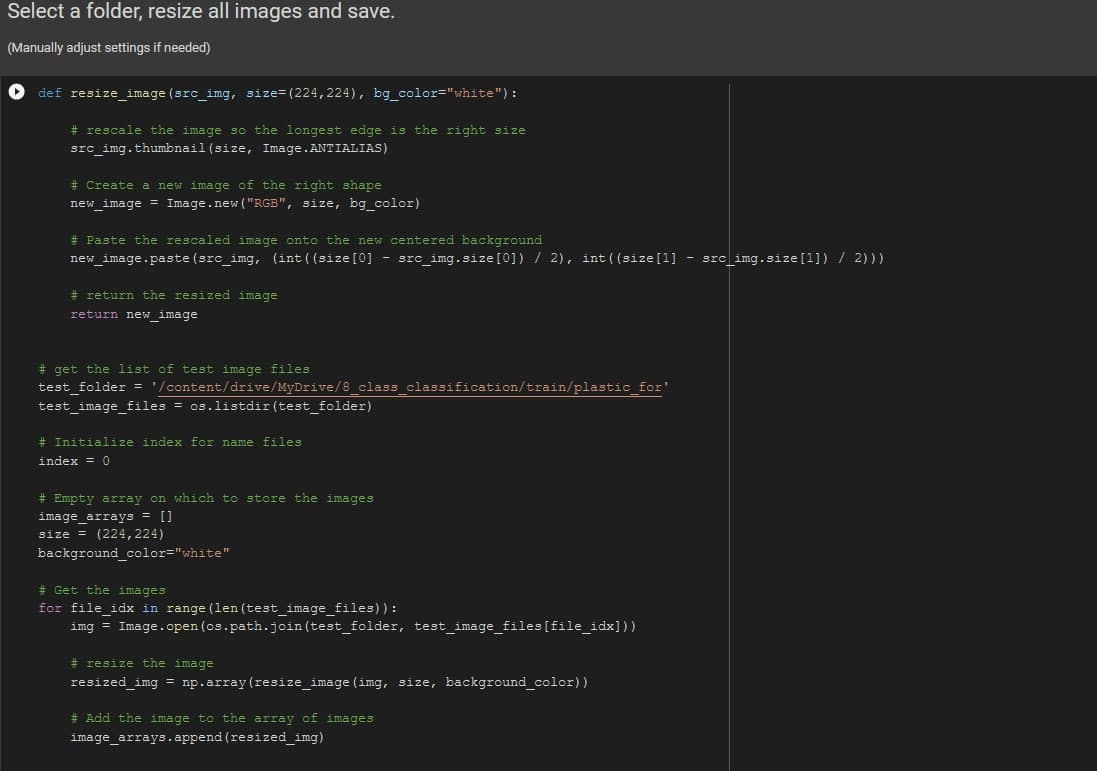 Select a folder, resize all images and save.
(Manually adjust settings if needed)
def resize_image(src_img, size=(224,224), bg_color="white"):
# rescale the image so the longest edge is the right size
src_img.thumbnail(size, Image.ANTIALIAS)
# Create a new image of the right shape
new_image = Image.new("RGB", size, bg_color)
# Paste the rescaled image onto the new centered background
new_image.paste(src_img, (int((size[0] - src_img.size[0]) / 2), int((size[1] - src_img.size[1]) / 2)))
# return the resized image
return new_image
# get the list of test image files
test_folder = '/content/drive/MyDrive/8_class_classification/train/plastic_for'
test_image_files = os.listdir(test_folder)
# Initialize index for name files
index = 0
# Empty array on which to store the images
image_arrays = []
size = (224,224)
background_color="white"
# Get the images
for file_idx in range(len(test_image_files)):
img = Image.open(os.path.join(test_folder, test_image_files[file_idx]))
# resize the image
resized_img = np.array(resize_image(img, size, background_color))
# Add the image to the array of images
image_arrays.append(resized_img)